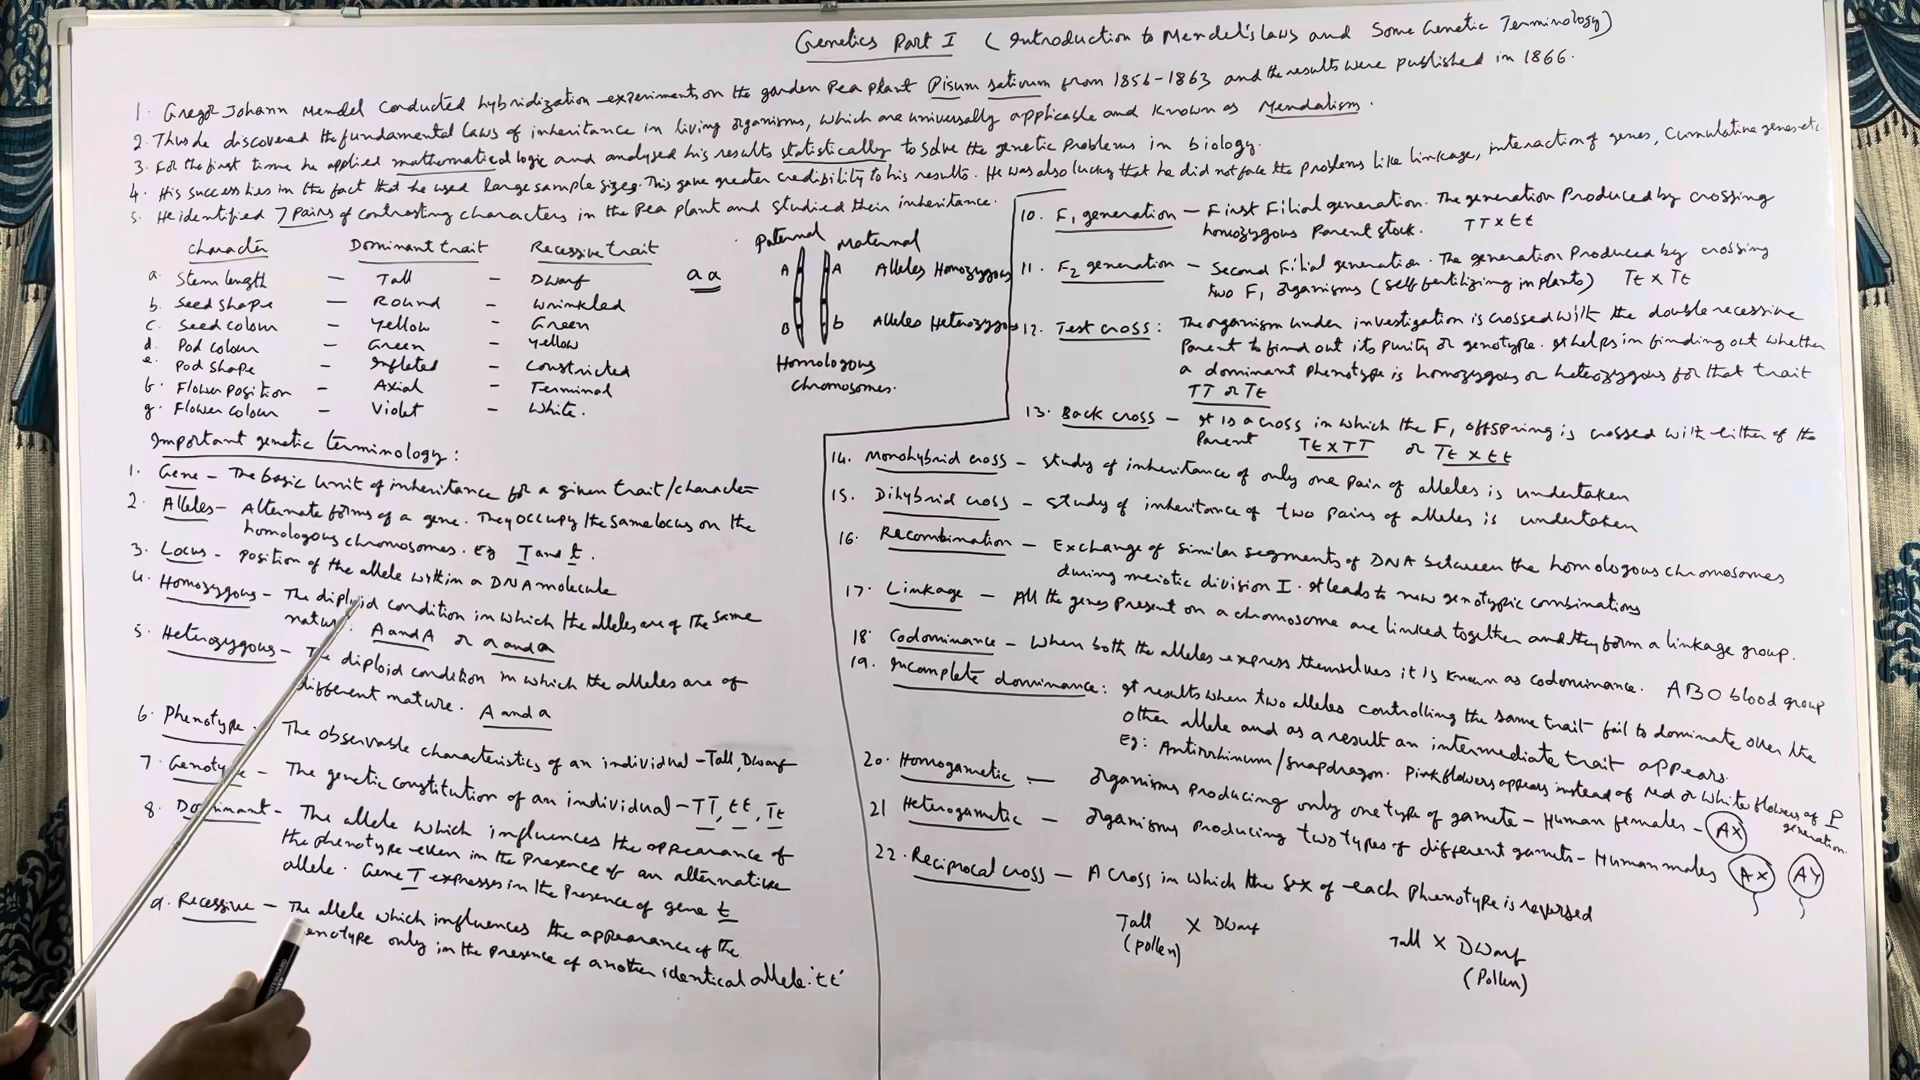 Genetics Part I (Introduction to Mendel's laws and Some Genetic Terminology)
1. Gregor Johann Mendel Conducted hybridization experiments on the garden Pea plant Pisum sativum from 1856-1863 and the results were published in 1866.
2. Thus he discovered the fundamental laws of inheritance in living organisms, which are universally applicable and known as Mendalism.
3. For the first time he applied mathematical logic and analysed his results statistically to solve the genetic problems in biology.
4. His success lies in the fact that he used large sample sizes. This gave greater credibility to his results. He was also lucky that he did not face the problems like linkage, interaction of genes, Cumulative genes etc.
5. He identified 7 pairs of contrasting characters in the Pea plant and studied their inheritance.
Character Dominant trait Recessive trait
a. Stem length — Tall — Dwarf
b. Seed shape — Round — Wrinkled
c. Seed colour — Yellow — Green
d. Pod colour — Green — Yellow
e. Pod shape — Inflated — Constricted
f. Flower position — Axial — Terminal
g. Flower colour — Violet — White.
aa
Paternal Maternal
A A Alleles Homozygous
B b Alleles Heterozygous
Homologous
chromosomes.
Important genetic terminology:
1. Gene — The basic unit of inheritance for a given trait/character
2. Alleles — Alternate forms of a gene. They occupy the same locus on the
homologous chromosomes. Eg T and t.
3. Locus — Position of the allele within a DNA molecule
4. Homozygous — The diploid condition in which the alleles are of the same
nature. A and A or a and a
5. Heterozygous — The diploid condition in which the alleles are of
different nature. A and a
6. Phenotype — The observable characteristics of an individual — Tall, Dwarf
7. Genotype — The genetic constitution of an individual — TT, tt, Tt
8. Dominant — The allele which influences the appearance of
the phenotype even in the presence of an alternative
allele. Gene T expresses in the presence of gene t
9. Recessive — The allele which influences the appearance of the
phenotype only in the presence of another identical allele. 'tt'
10. F1 generation — First Filial generation. The generation produced by crossing
homozygous Parent stock. TT x tt
11. F2 generation — Second Filial generation. The generation Produced by crossing
two F1 organisms (self fertilizing in plants) Tt x Tt
12. Test cross: The organism under investigation is crossed with the double recessive
Parent to find out its purity or genotype. It helps in finding out whether
a dominant phenotype is homozygous or heterozygous for that trait
TT or Tt
13. Back cross — It is a cross in which the F1 offspring is crossed with either of the
Parent Tt x TT or Tt x tt
14. Monohybrid cross — study of inheritance of only one pair of alleles is undertaken
15. Dihybrid cross — study of inheritance of two pairs of alleles is undertaken
16. Recombination — Exchange of similar segments of DNA between the homologous chromosomes
during meiotic division I. It leads to new genotypic combinations
17. Linkage — All the genes present on a chromosome are linked together and they form a linkage group.
18. Codominance — When both the alleles express themselves it is known as codominance. ABO blood group
19. Incomplete dominance: It results when two alleles controlling the same trait fail to dominate over the
other allele and as a result an intermediate trait appears.
Eg: Antirrhinum/Snapdragon. Pink flowers appears instead of red or white flowers of P
generation.
20. Homogametic — Organisms producing only one type of gamete — Human females — AX
21 Heterogametic — Organisms producing two types of different gamets — Human males AX AY
22. Reciprocal cross — A cross in which the sex of each phenotype is reversed
Tall X Dwarf Tall X Dwarf
(pollen) (Pollen)